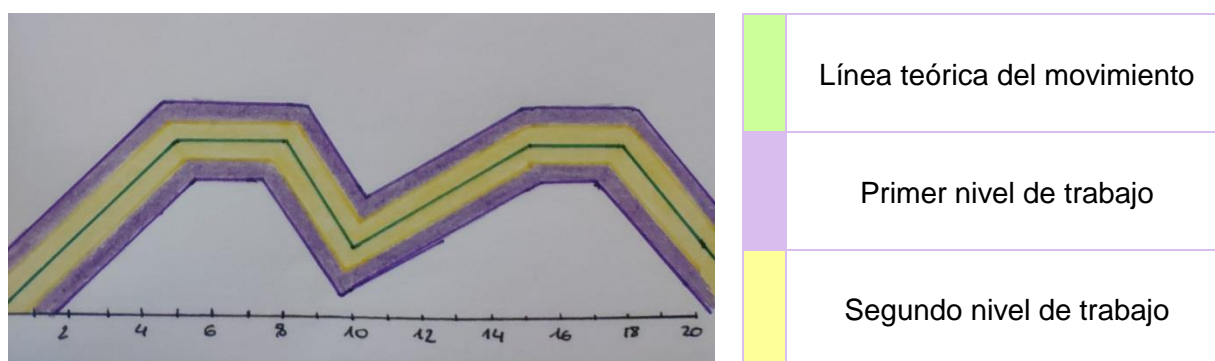 2 4 6 8 10 12 14 16 18 20
Línea teórica del movimiento
Primer nivel de trabajo
Segundo nivel de trabajo